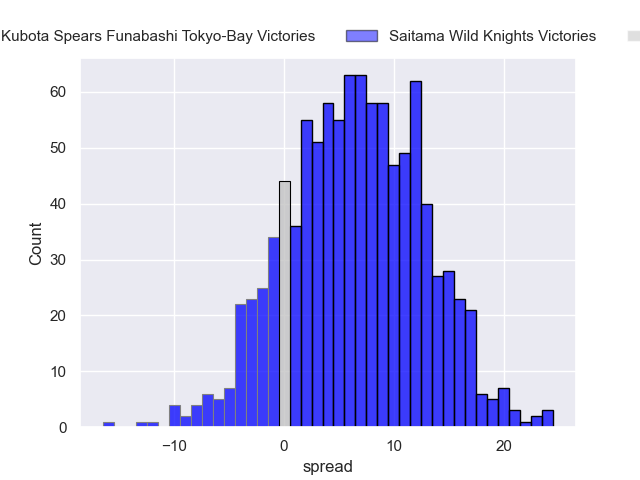 Kubota Spears Funabashi Tokyo-Bay Victories Saitama Wild Knights Victories
60
50
40
30
20
10
0
Count
−10 0 10 20
spread